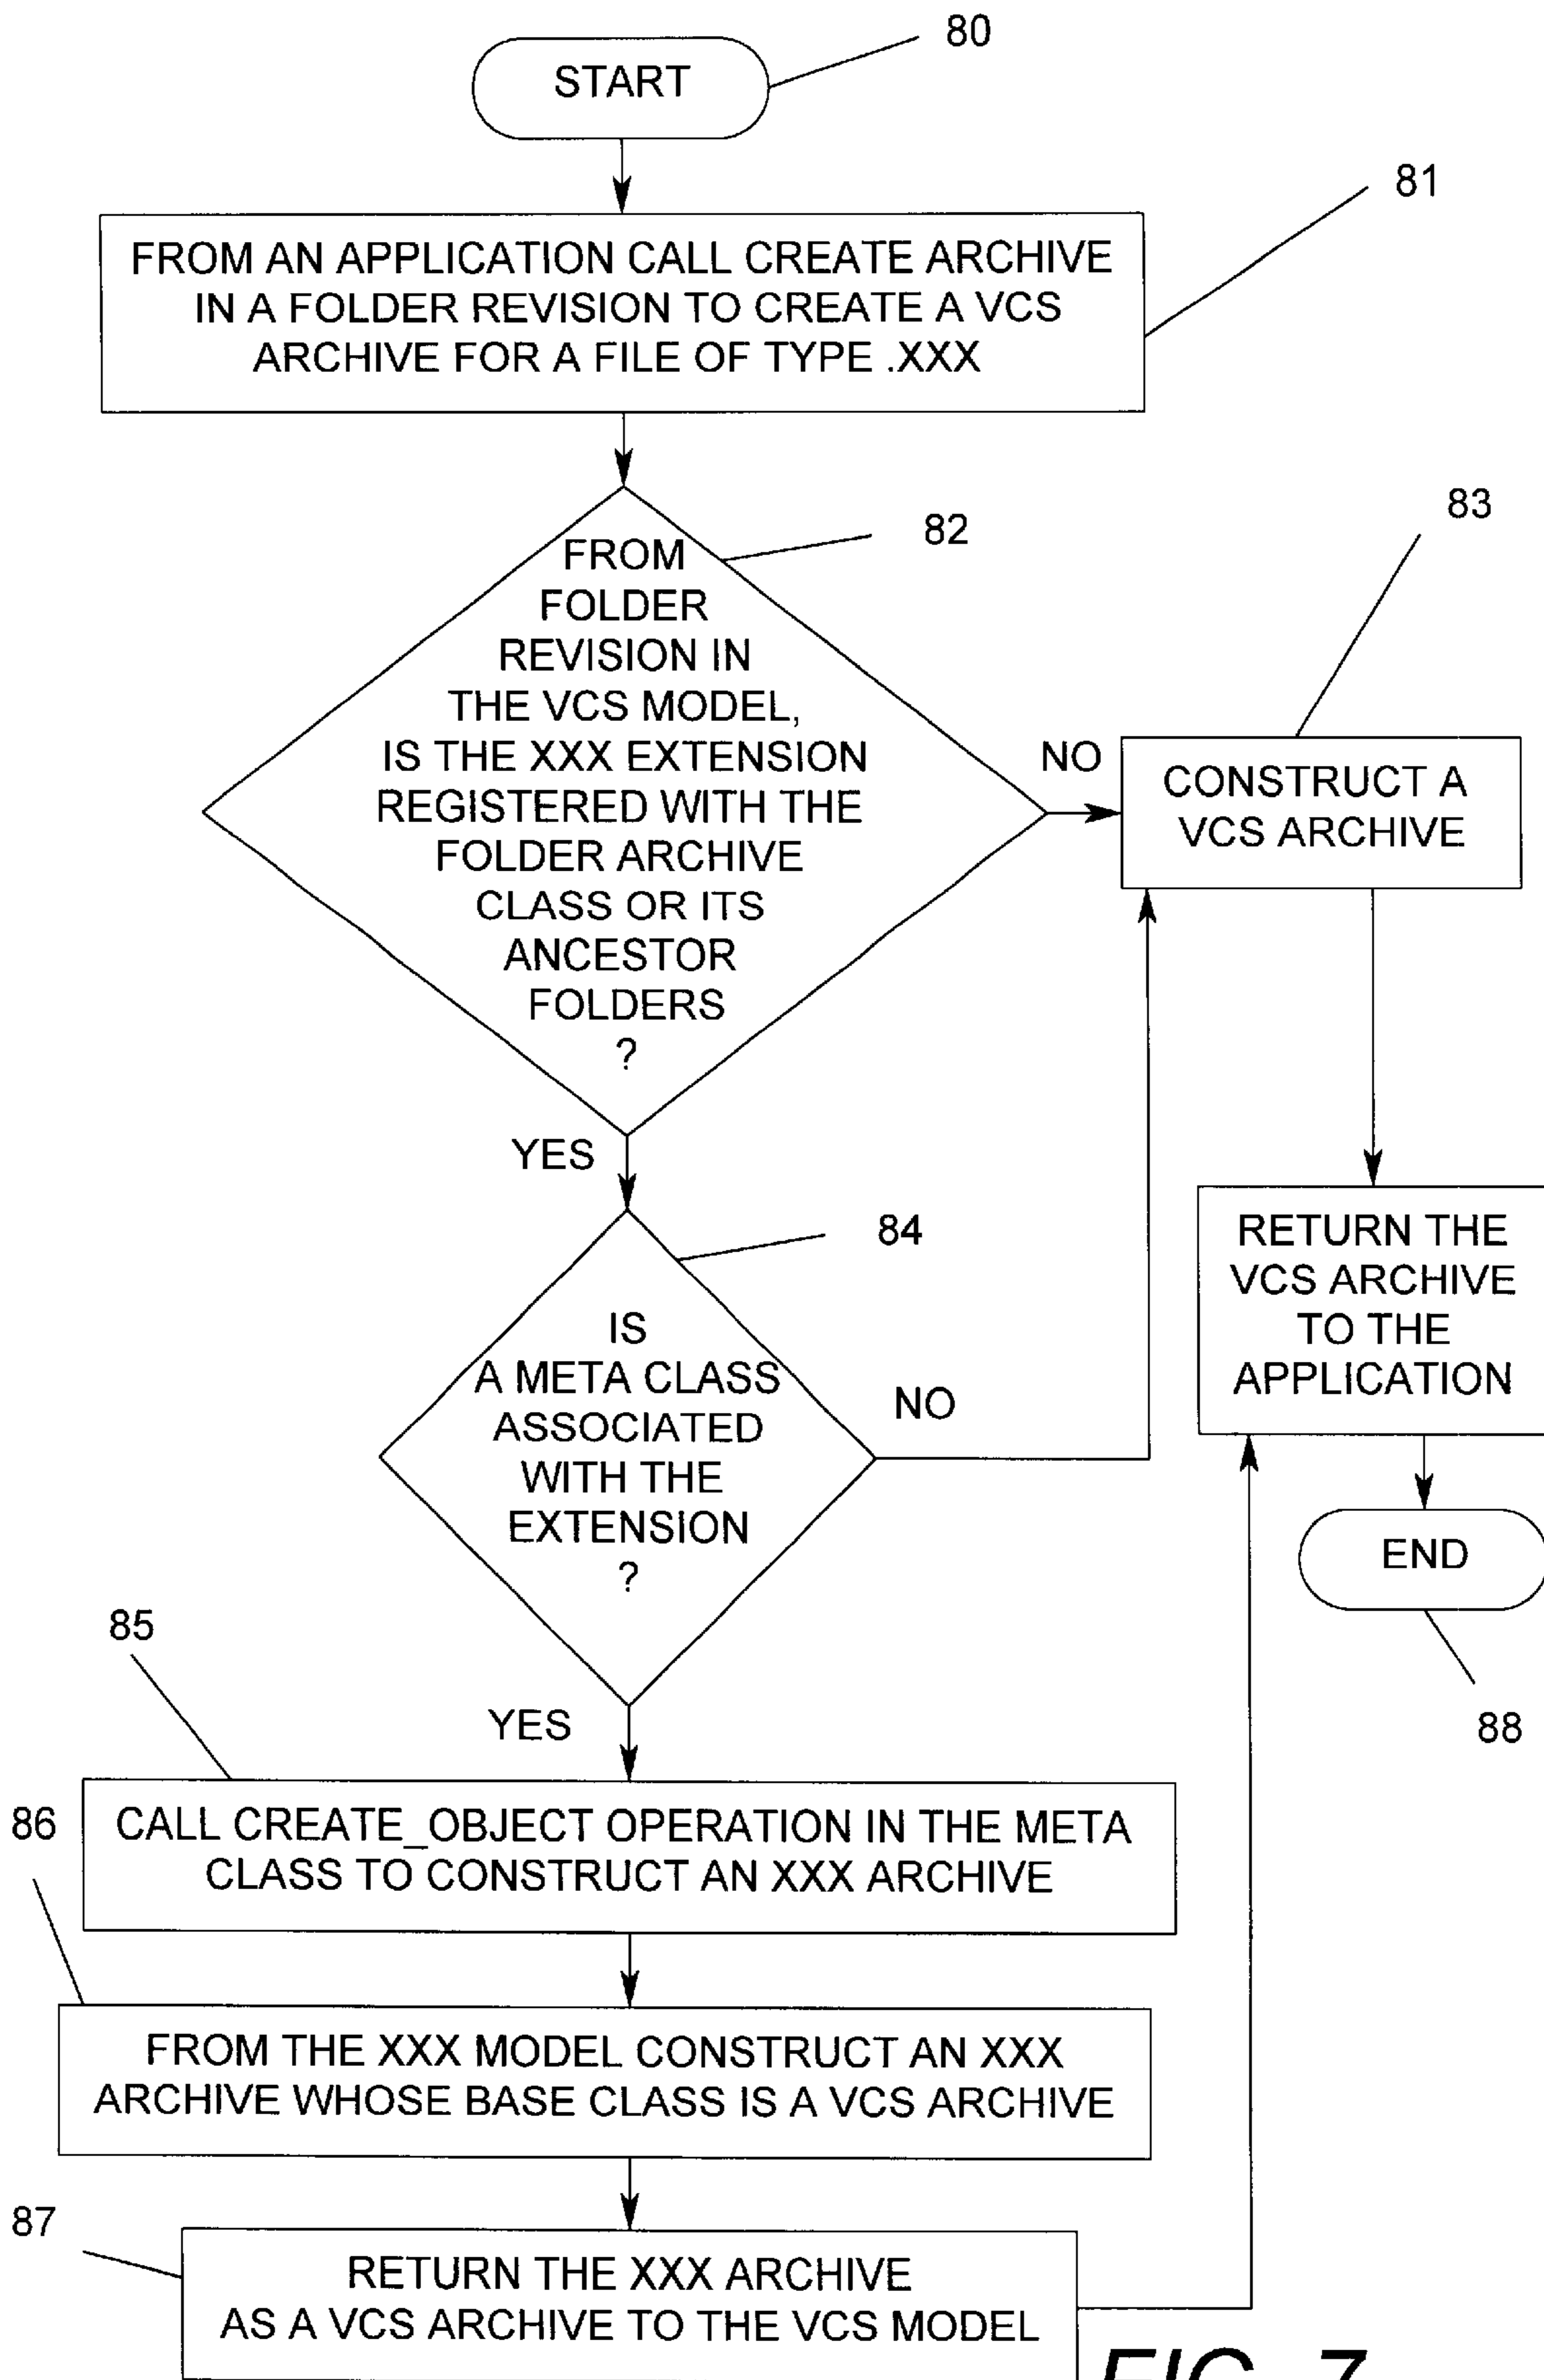 80
START
81
FROM AN APPLICATION CALL CREATE ARCHIVE
IN A FOLDER REVISION TO CREATE A VCS
ARCHIVE FOR A FILE OF TYPE .XXX
82
FROM
FOLDER
REVISION IN
THE VCS MODEL,
IS THE XXX EXTENSION
REGISTERED WITH THE
FOLDER ARCHIVE
CLASS OR ITS
ANCESTOR
FOLDERS
?
NO
83
CONSTRUCT A
VCS ARCHIVE
YES
84
IS
A META CLASS
ASSOCIATED
WITH THE
EXTENSION
?
NO
RETURN THE
VCS ARCHIVE
TO THE
APPLICATION
END
88
YES
85
CALL CREATE_OBJECT OPERATION IN THE META
CLASS TO CONSTRUCT AN XXX ARCHIVE
86
FROM THE XXX MODEL CONSTRUCT AN XXX
ARCHIVE WHOSE BASE CLASS IS A VCS ARCHIVE
87
RETURN THE XXX ARCHIVE
AS A VCS ARCHIVE TO THE VCS MODEL
FIG. 7